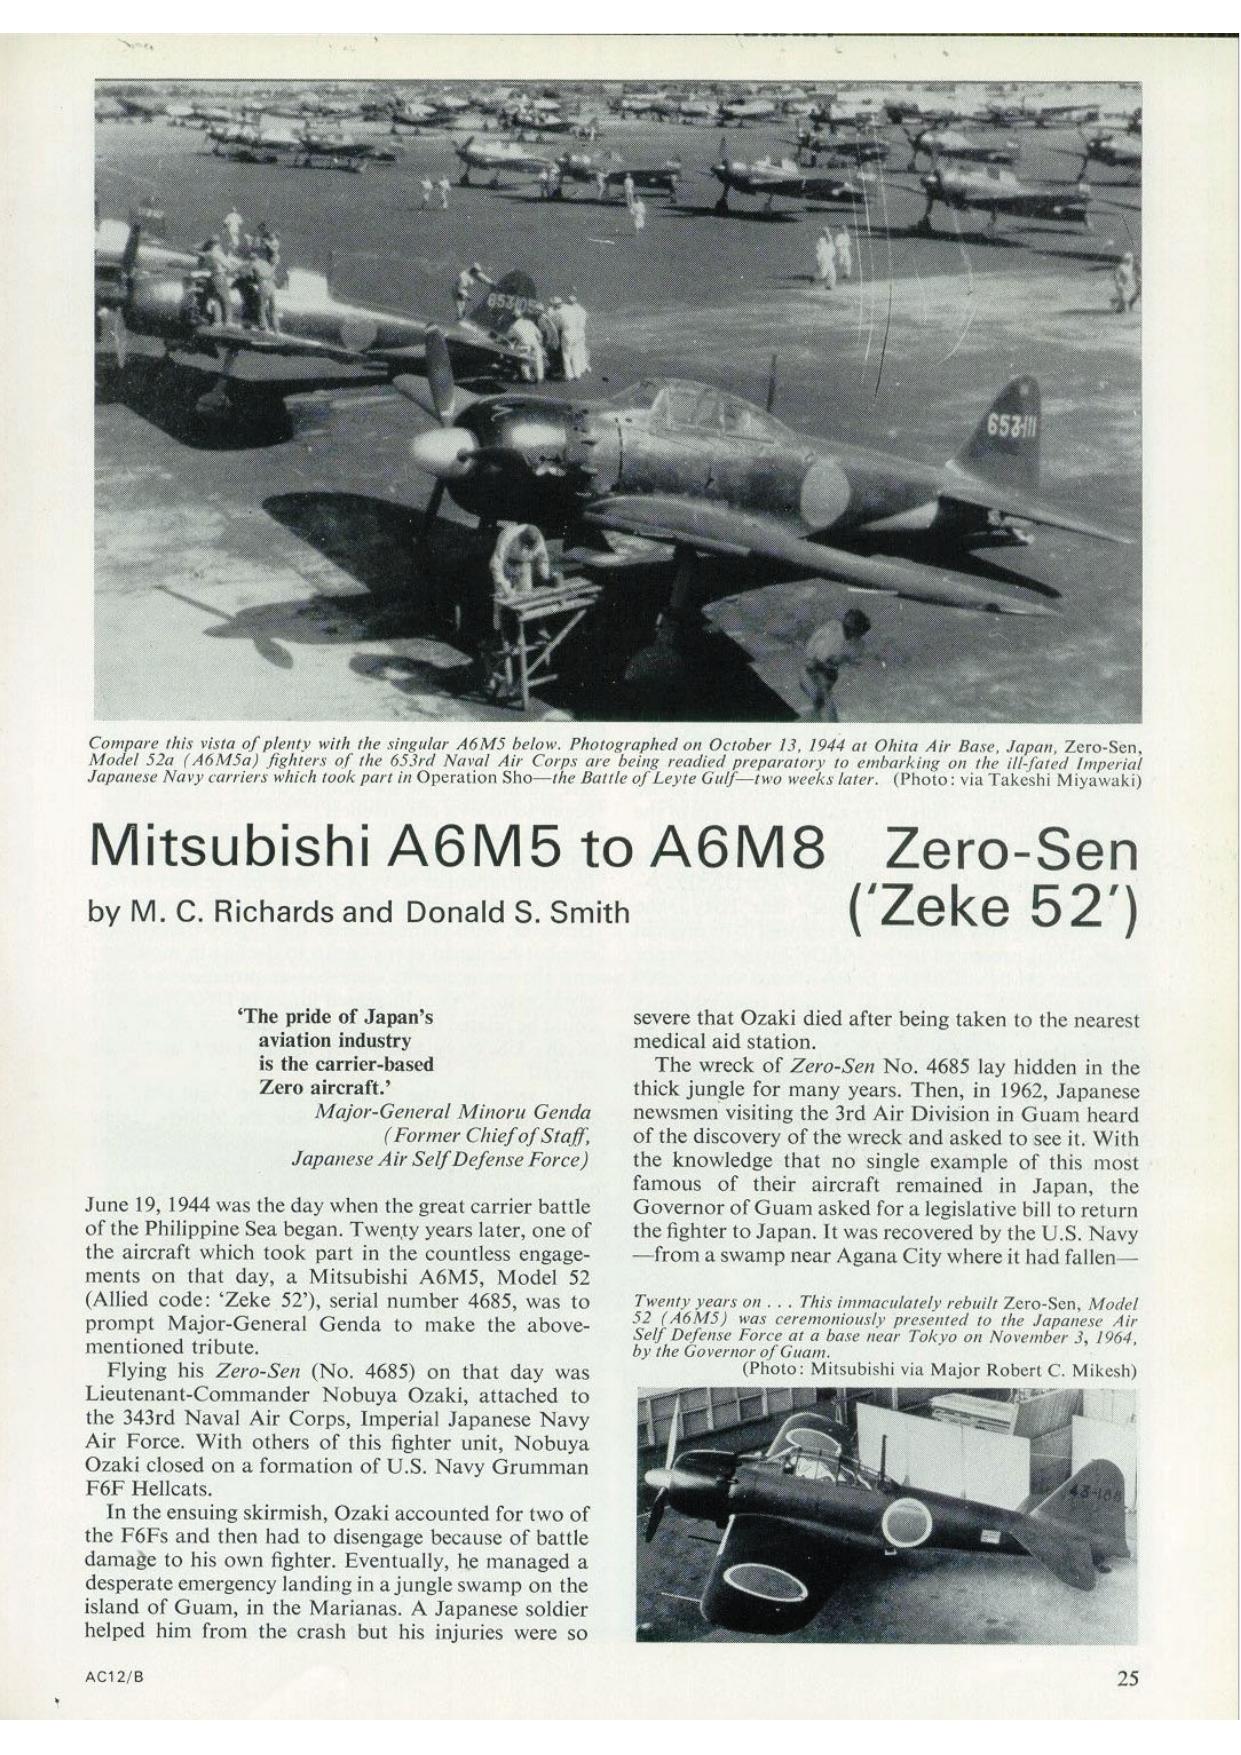 653-111
Compare this vista of plenty with the singular A6M5 below. Photographed on October 13, 1944 at Ohita Air Base, Japan, Zero-Sen,
Model 52a (A6M5a) fighters of the 653rd Naval Air Corps are being readied preparatory to embarking on the ill-fated Imperial
Japanese Navy carriers which took part in Operation Sho—the Battle of Leyte Gulf—two weeks later. (Photo: via Takeshi Miyawaki)
Mitsubishi A6M5 to A6M8 Zero-Sen
('Zeke 52')
by M. C. Richards and Donald S. Smith
'The pride of Japan's
aviation industry
is the carrier-based
Zero aircraft.'
Major-General Minoru Genda
(Former Chief of Staff,
Japanese Air Self Defense Force)
June 19, 1944 was the day when the great carrier battle
of the Philippine Sea began. Twenty years later, one of
the aircraft which took part in the countless engage-
ments on that day, a Mitsubishi A6M5, Model 52
(Allied code: 'Zeke 52'), serial number 4685, was to
prompt Major-General Genda to make the above-
mentioned tribute.
Flying his Zero-Sen (No. 4685) on that day was
Lieutenant-Commander Nobuya Ozaki, attached to
the 343rd Naval Air Corps, Imperial Japanese Navy
Air Force. With others of this fighter unit, Nobuya
Ozaki closed on a formation of U.S. Navy Grumman
F6F Hellcats.
In the ensuing skirmish, Ozaki accounted for two of
the F6Fs and then had to disengage because of battle
damage to his own fighter. Eventually, he managed a
desperate emergency landing in a jungle swamp on the
island of Guam, in the Marianas. A Japanese soldier
helped him from the crash but his injuries were so
severe that Ozaki died after being taken to the nearest
medical aid station.
The wreck of Zero-Sen No. 4685 lay hidden in the
thick jungle for many years. Then, in 1962, Japanese
newsmen visiting the 3rd Air Division in Guam heard
of the discovery of the wreck and asked to see it. With
the knowledge that no single example of this most
famous of their aircraft remained in Japan, the
Governor of Guam asked for a legislative bill to return
the fighter to Japan. It was recovered by the U.S. Navy
—from a swamp near Agana City where it had fallen—
Twenty years on . . . This immaculately rebuilt Zero-Sen, Model
52 (A6M5) was ceremoniously presented to the Japanese Air
Self Defense Force at a base near Tokyo on November 3, 1964,
by the Governor of Guam.
(Photo: Mitsubishi via Major Robert C. Mikesh)
43-188
AC12/B
25